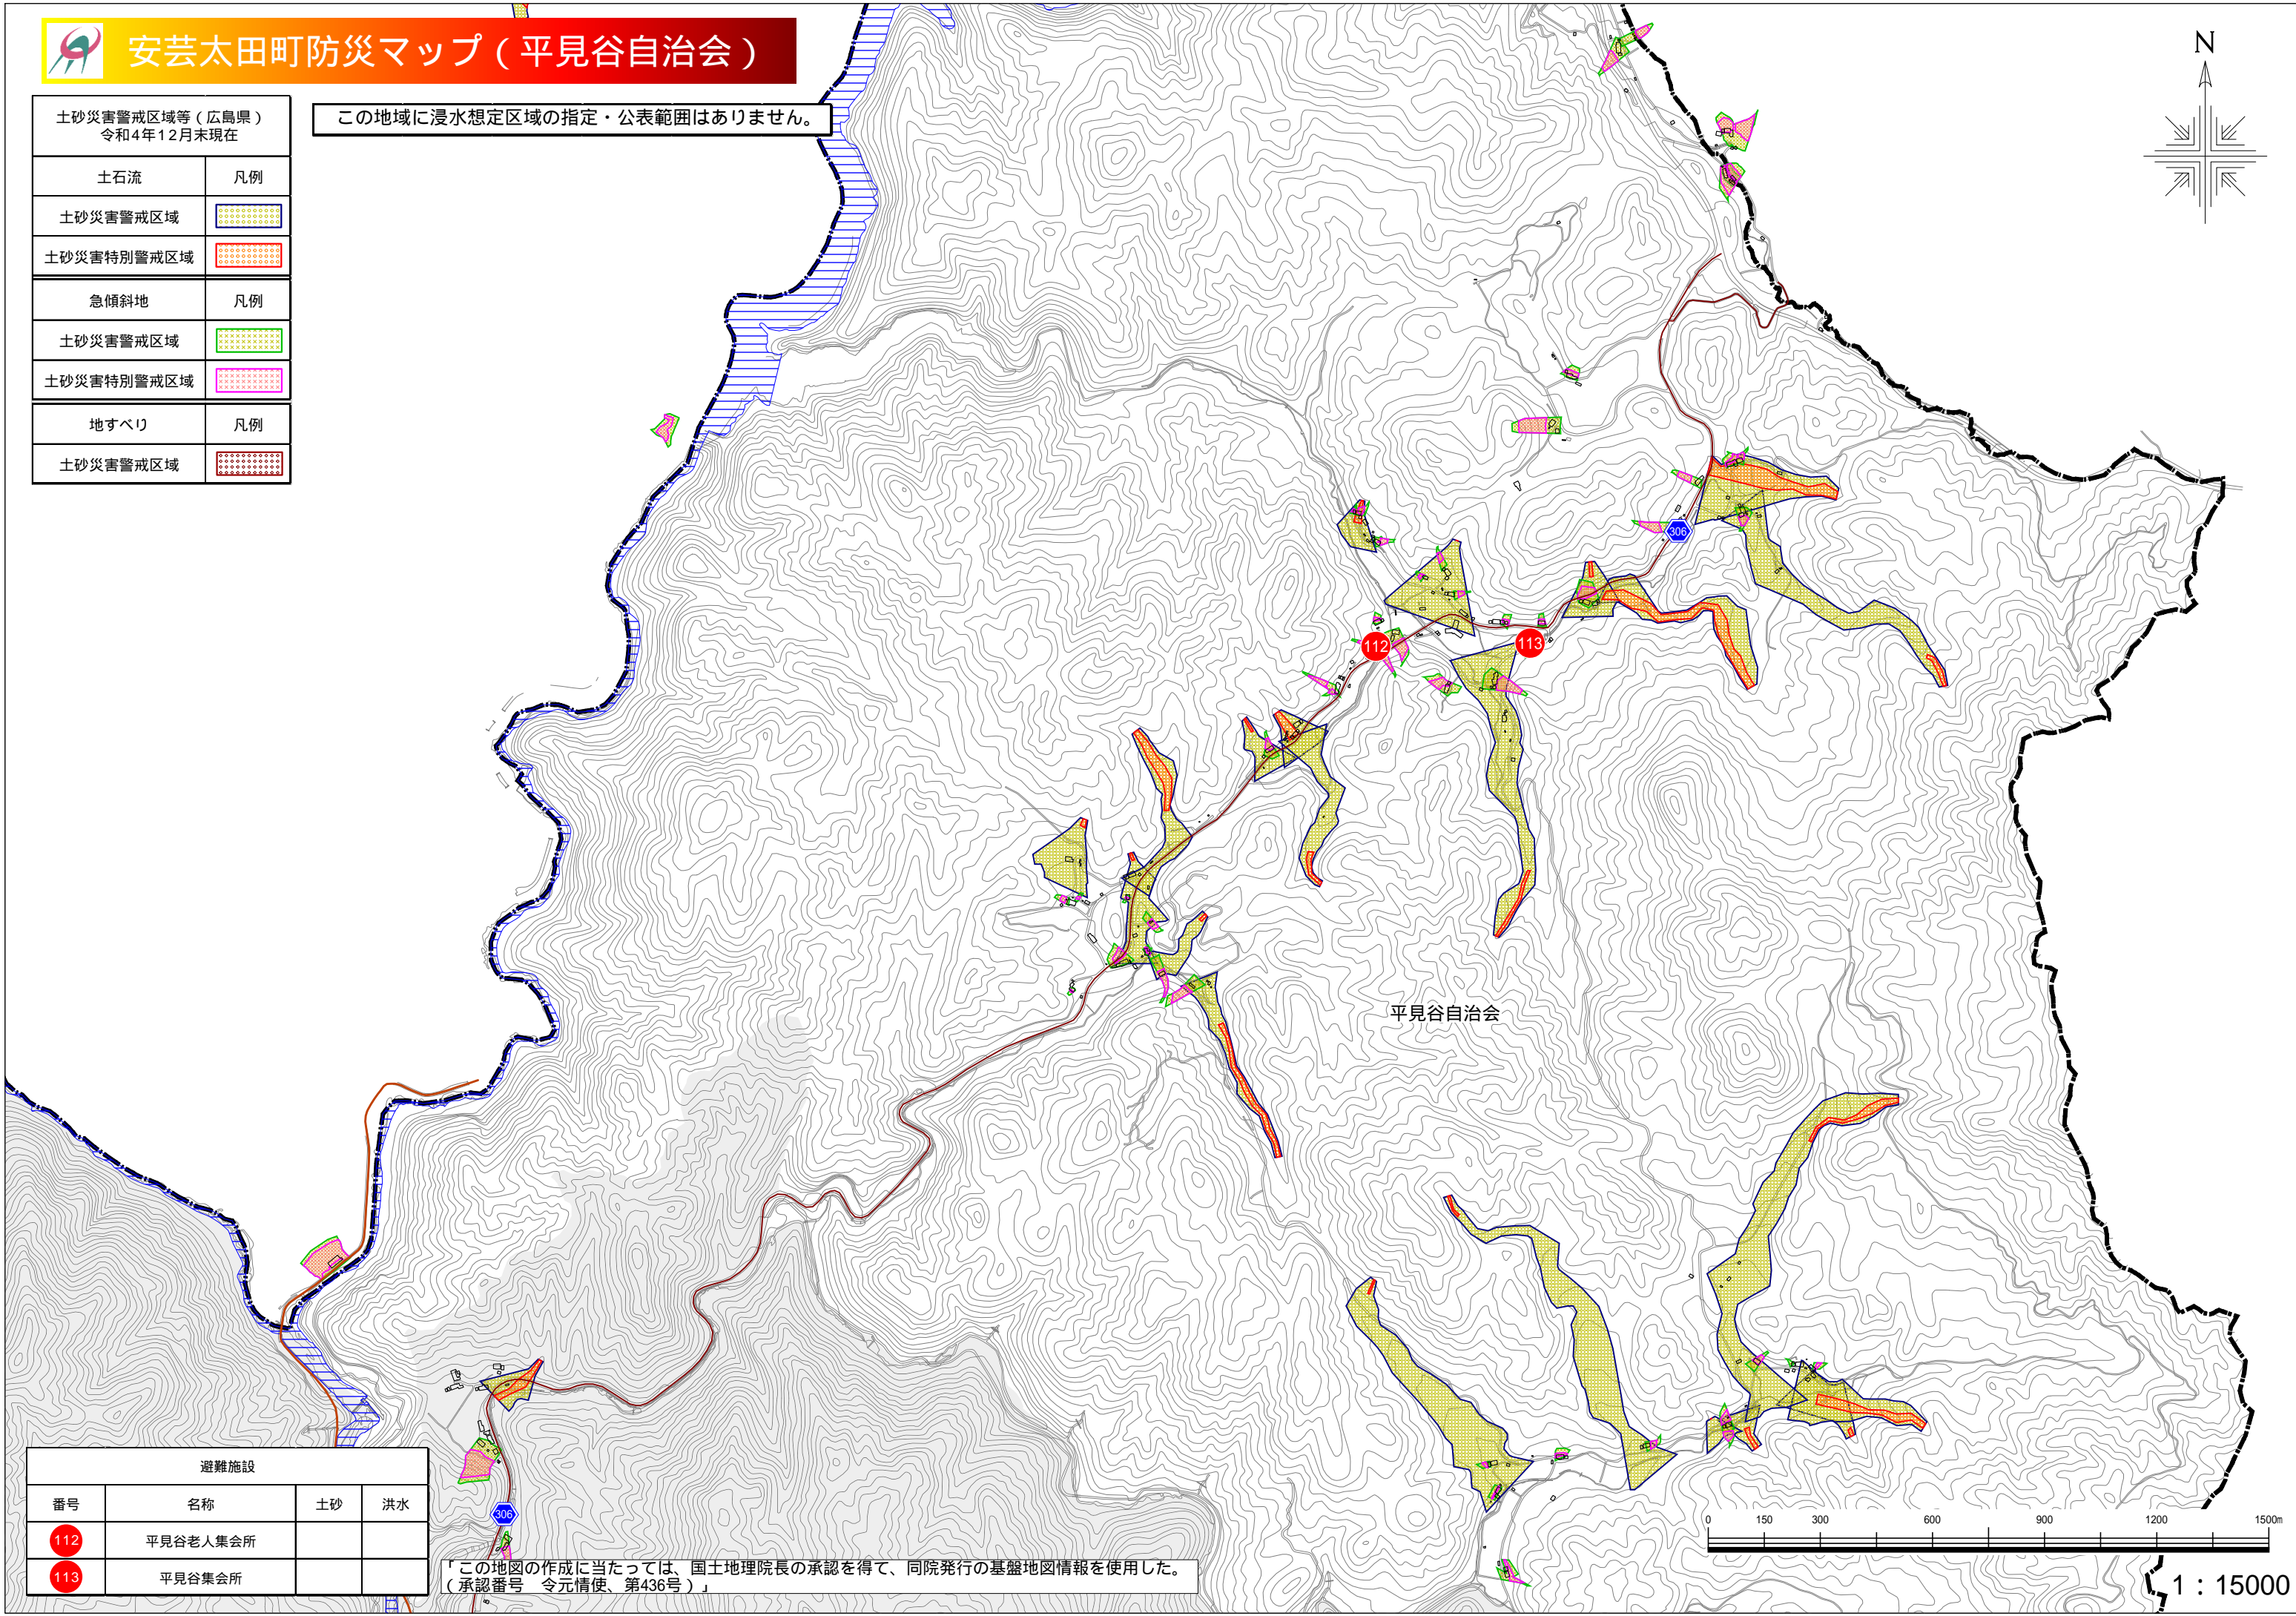 安芸太田町防災マップ（平見谷自治会）
この地域に浸水想定区域の指定・公表範囲はありません。
N
土砂災害警戒区域等（広島県）
令和4年12月末現在
土石流 凡例
土砂災害警戒区域
土砂災害特別警戒区域
急傾斜地 凡例
土砂災害警戒区域
土砂災害特別警戒区域
地すべり 凡例
土砂災害警戒区域
306
112
113
平見谷自治会
306
避難施設
番号 名称 土砂 洪水
112 平見谷老人集会所
113 平見谷集会所
「この地図の作成に当たっては、国土地理院長の承認を得て、同院発行の基盤地図情報を使用した。
（承認番号　令元情使、第436号）」
0 150 300 600 900 1200 1500m
1：15000